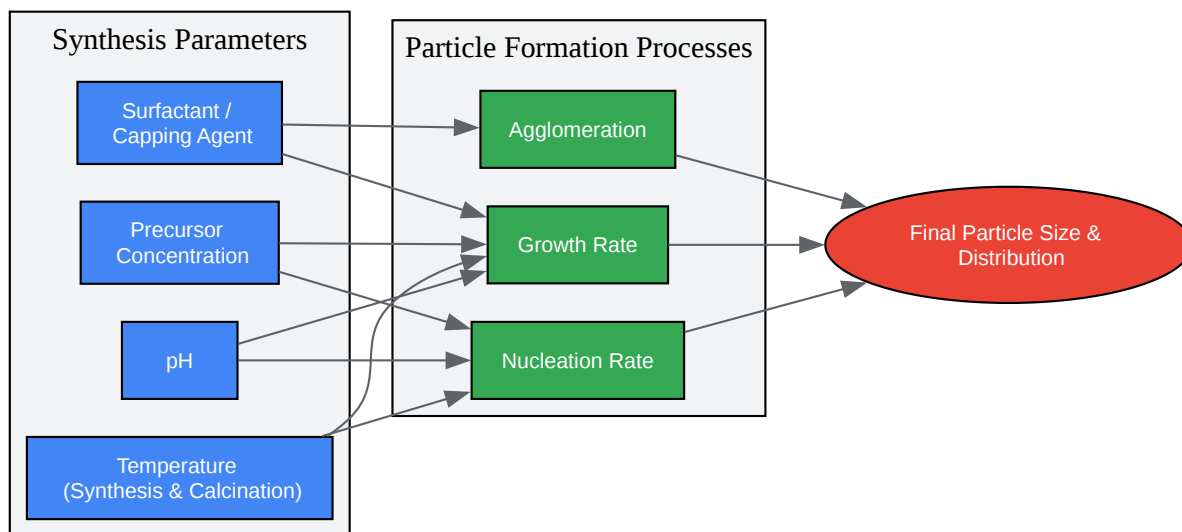 Synthesis Parameters
Surfactant /
Capping Agent
Precursor
Concentration
pH
Temperature
(Synthesis & Calcination)
Particle Formation Processes
Agglomeration
Growth Rate
Nucleation Rate
Final Particle Size &
Distribution